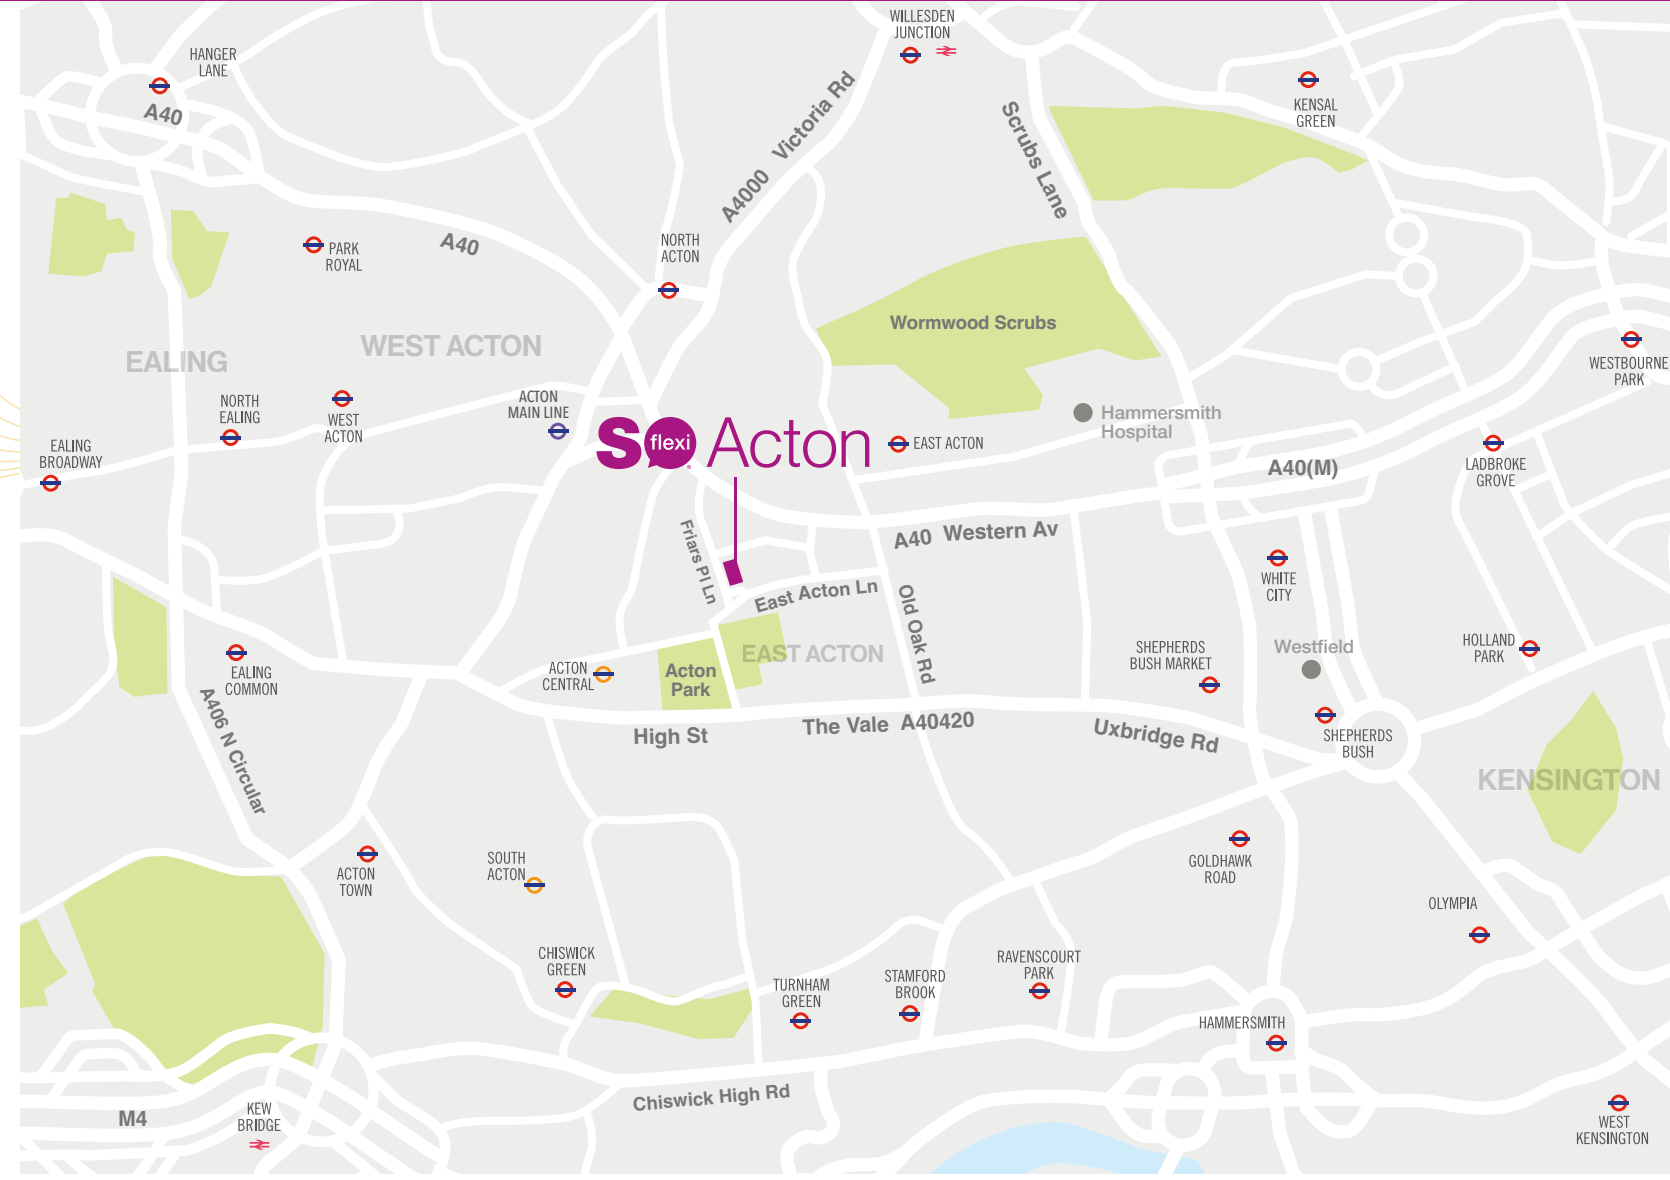 WILLESDEN
JUNCTION
HANGER
LANE
A40
Victoria Rd
A4000
Scrubs Lane
KENSAL
GREEN
PARK
ROYAL
A40
NORTH
ACTON
Wormwood Scrubs
EALING
WEST ACTON
WESTBOURNE
PARK
NORTH
EALING
WEST
ACTON
ACTON
MAIN LINE
EALING
BROADWAY
SO flexi Acton
EAST ACTON
Hammersmith
Hospital
A40(M)
LADBROKE
GROVE
A40 Western Av
Friars Pl Ln
East Acton Ln
Old Oak Rd
WHITE
CITY
EALING
COMMON
ACTON
CENTRAL
Acton
Park
EAST ACTON
SHEPHERDS
BUSH MARKET
Westfield
HOLLAND
PARK
A406 N Circular
High St
The Vale A40420
Uxbridge Rd
SHEPHERDS
BUSH
KENSINGTON
ACTON
TOWN
SOUTH
ACTON
GOLDHAWK
ROAD
OLYMPIA
CHISWICK
GREEN
TURNHAM
GREEN
STAMFORD
BROOK
RAVENSCOURT
PARK
HAMMERSMITH
Chiswick High Rd
M4
KEW
BRIDGE
WEST
KENSINGTON